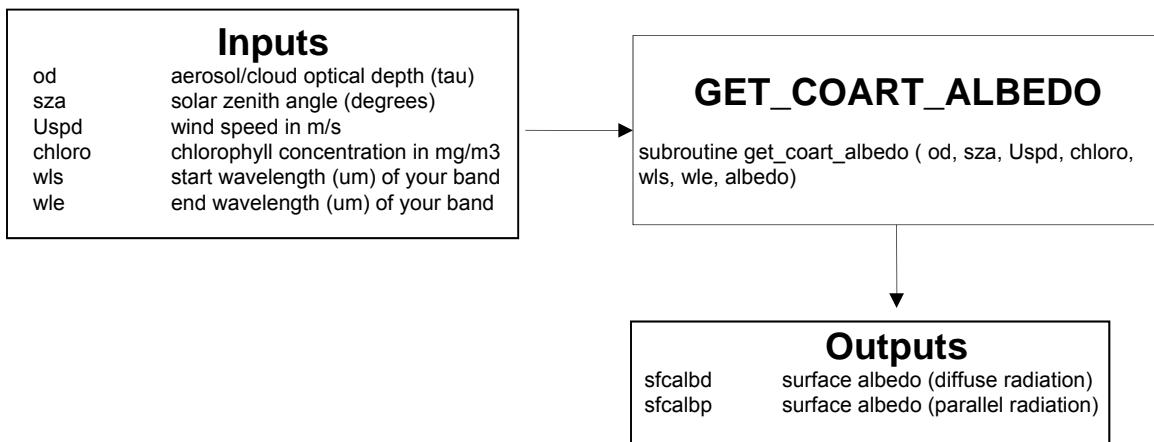 Inputs
od aerosol/cloud optical depth (tau)
sza solar zenith angle (degrees)
Uspd wind speed in m/s
chloro chlorophyll concentration in mg/m3
wls start wavelength (um) of your band
wle end wavelength (um) of your band
GET_COART_ALBEDO
subroutine get_coart_albedo ( od, sza, Uspd, chloro,
wls, wle, albedo)
Outputs
sfcalbd surface albedo (diffuse radiation)
sfcalbp surface albedo (parallel radiation)